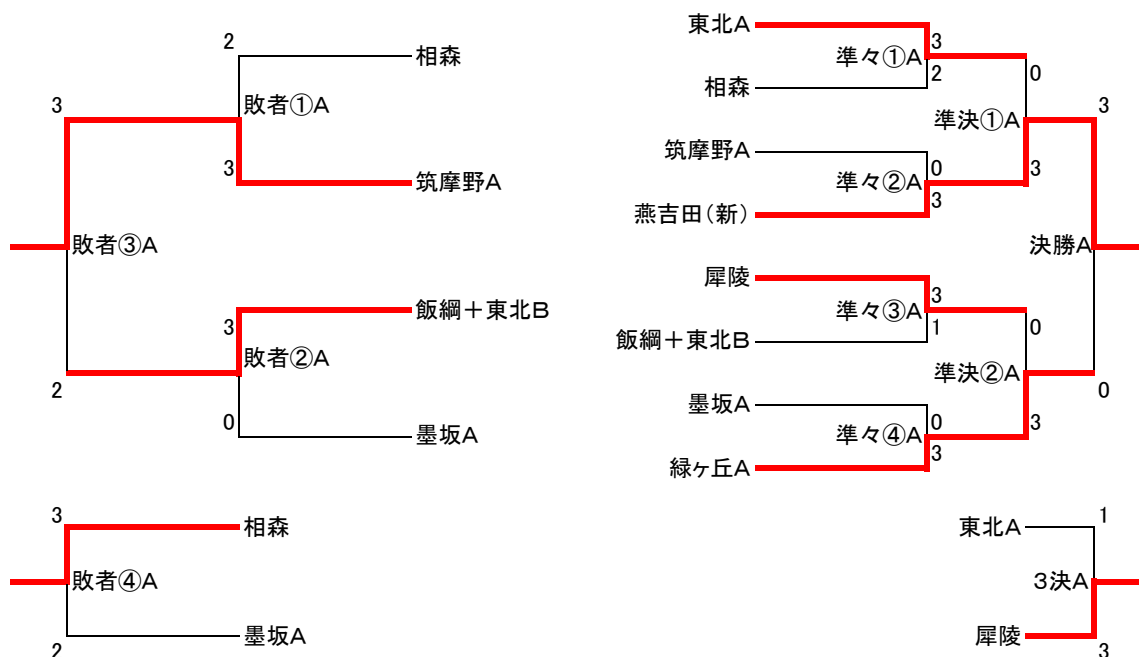 2
相森
敗者①A
3
3
筑摩野A
敗者③A
飯綱＋東北B
3
敗者②A
2
0
墨坂A
3
相森
敗者④A
2
墨坂A
東北A
3
準々①A
2
相森
0
準決①A
3
筑摩野A
0
準々②A
3
3
燕吉田（新）
決勝A
犀陵
3
準々③A
1
0
飯綱＋東北B
準決②A
0
墨坂A
0
準々④A
3
3
緑ヶ丘A
東北A
1
3決A
犀陵
3